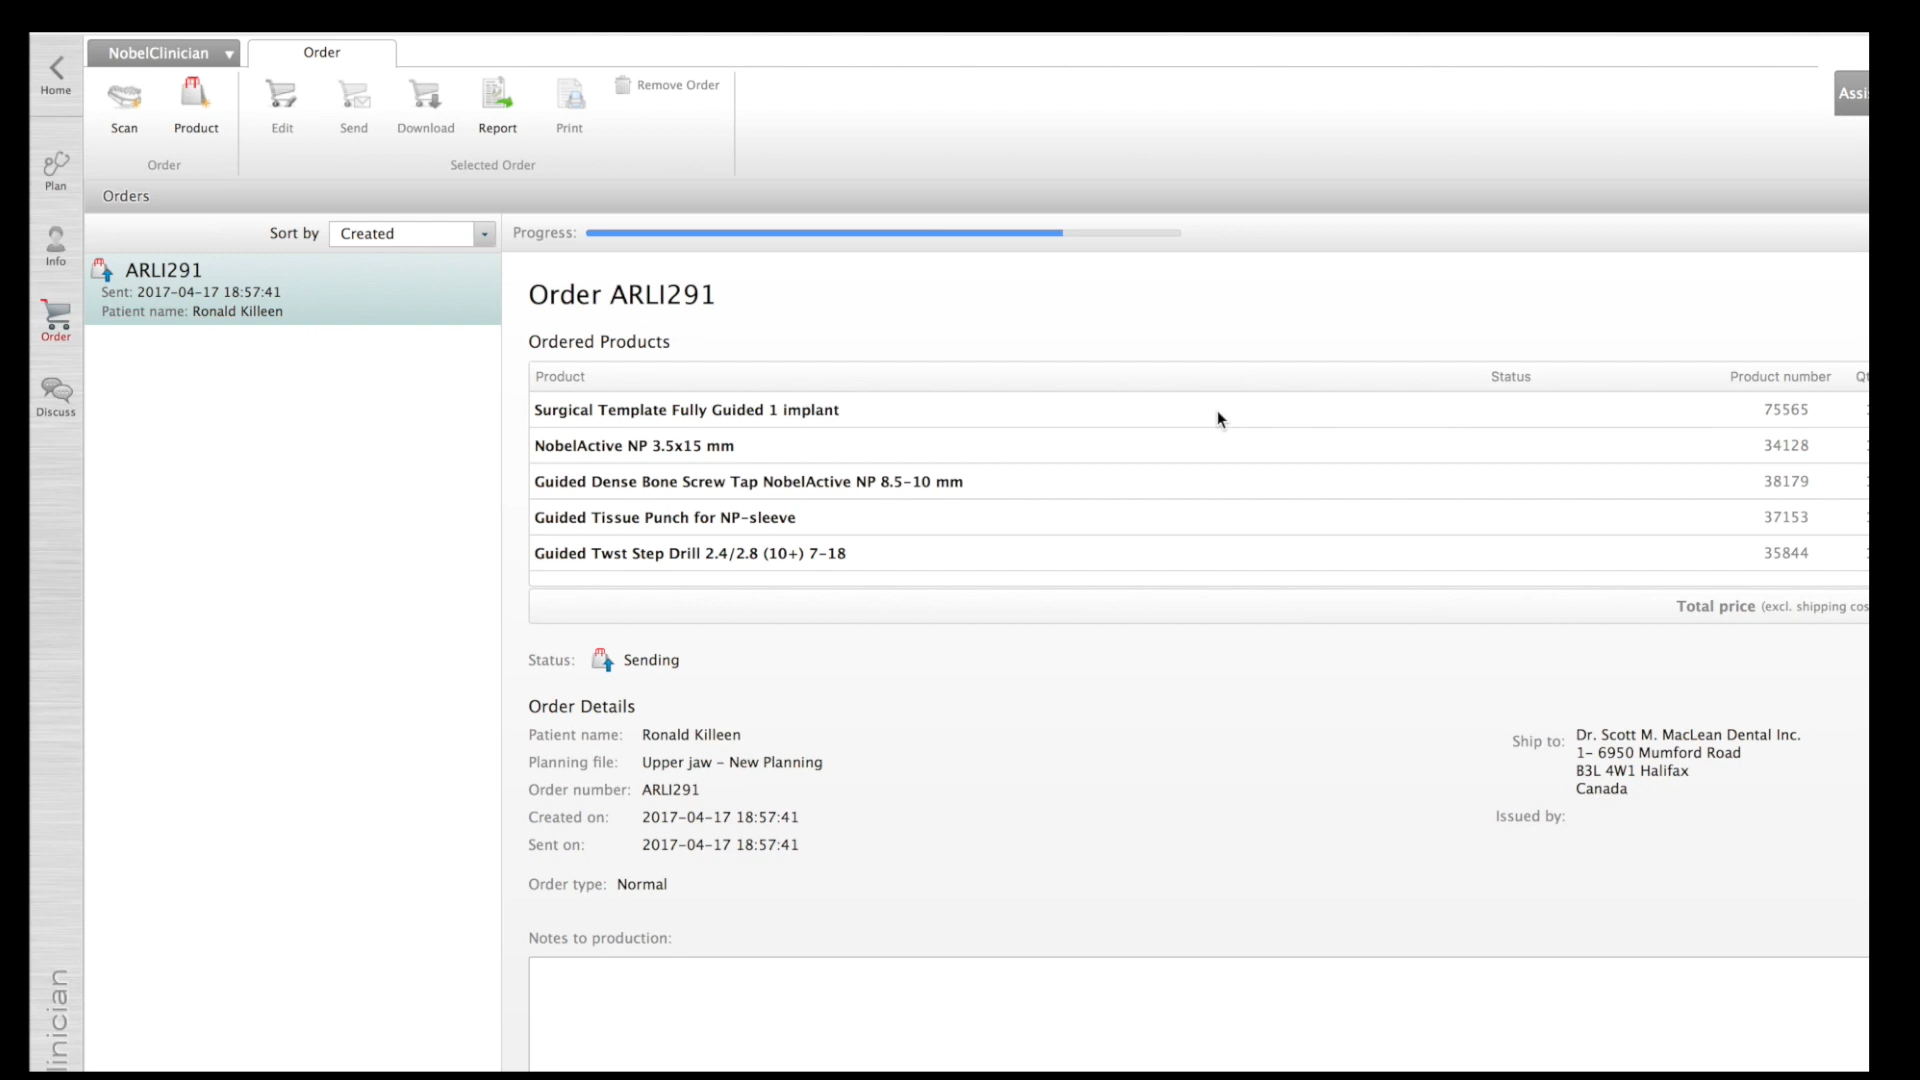 NobelClinician
Order
Home
Scan
Product
Edit
Send
Download
Report
Print
Remove Order
Order
Selected Order
Plan
Info
Order
Discuss
Orders
Sort by
Created
ARLI291
Sent: 2017-04-17 18:57:41
Patient name: Ronald Killeen
Progress:
Order ARLI291
Ordered Products
Product Status Product number
Surgical Template Fully Guided 1 implant 75565
NobelActive NP 3.5x15 mm 34128
Guided Dense Bone Screw Tap NobelActive NP 8.5-10 mm 38179
Guided Tissue Punch for NP-sleeve 37153
Guided Twst Step Drill 2.4/2.8 (10+) 7-18 35844
Total price (excl. shipping cos
Status: Sending
Order Details
Patient name: Ronald Killeen
Planning file: Upper jaw - New Planning
Order number: ARLI291
Created on: 2017-04-17 18:57:41
Sent on: 2017-04-17 18:57:41
Order type: Normal
Ship to: Dr. Scott M. MacLean Dental Inc.
1- 6950 Mumford Road
B3L 4W1 Halifax
Canada
Issued by:
Notes to production:
Assi
linician